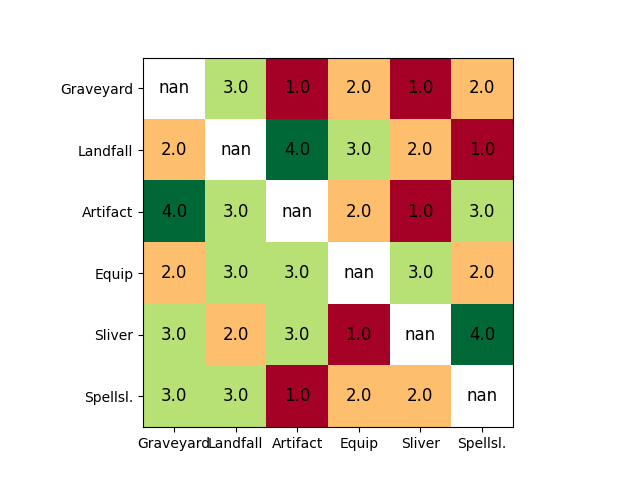 Graveyard nan 3.0 1.0 2.0 1.0 2.0
Landfall 2.0 nan 4.0 3.0 2.0 1.0
Artifact 4.0 3.0 nan 2.0 1.0 3.0
Equip 2.0 3.0 3.0 nan 3.0 2.0
Sliver 3.0 2.0 3.0 1.0 nan 4.0
Spellsl. 3.0 3.0 1.0 2.0 2.0 nan
Graveyard Landfall Artifact Equip Sliver Spellsl.